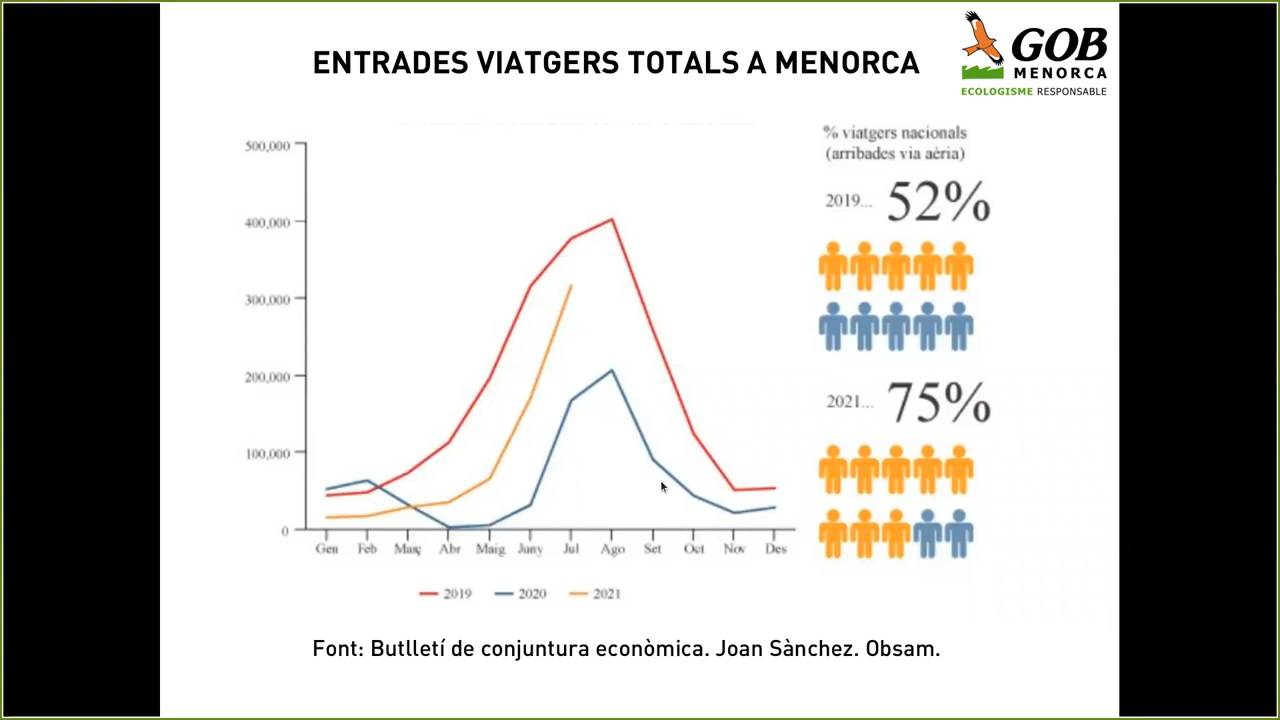 ENTRADES VIATGERS TOTALS A MENORCA
GOB
MENORCA
ECOLOGISME RESPONSABLE
% viatgers nacionals
(arribades via aèria)
2019... 52%
2021... 75%
500,000
400,000
300,000
200,000
100,000
0
Gen Feb Març Abr Maig Juny Jul Ago Set Oct Nov Des
2019 2020 2021
Font: Butlletí de conjuntura econòmica. Joan Sànchez. Obsam.